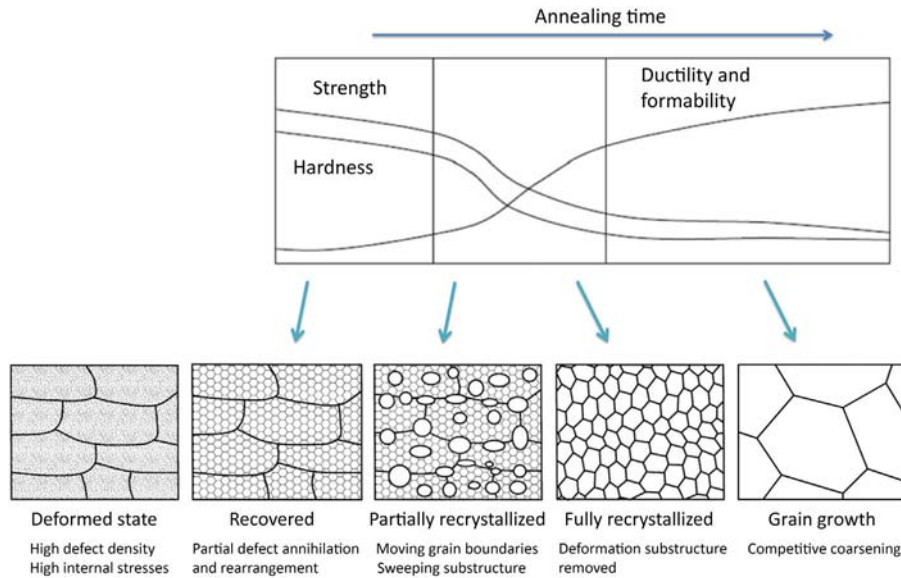 Annealing time
Strength
Ductility and
formability
Hardness
Deformed state
High defect density
High internal stresses
Recovered
Partial defect annihilation
and rearrangement
Partially recrystallized
Moving grain boundaries
Sweeping substructure
Fully recrystallized
Deformation substructure
removed
Grain growth
Competitive coarsening